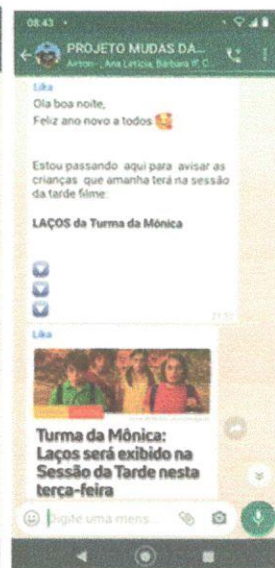 08:43
PROJETO MUDAS DA...
Airton~, Ana Letícia, Bárbara IP, C...
Lika
Ola boa noite,
Feliz ano novo a todos 🥰
Estou passando aqui para avisar as
crianças que amanha terá na sessão
da tarde filme:
LAÇOS da Turma da Mônica
Lika
Turma da Mônica:
Laços será exibido na
Sessão da Tarde nesta
terça-feira
Digite uma mens...